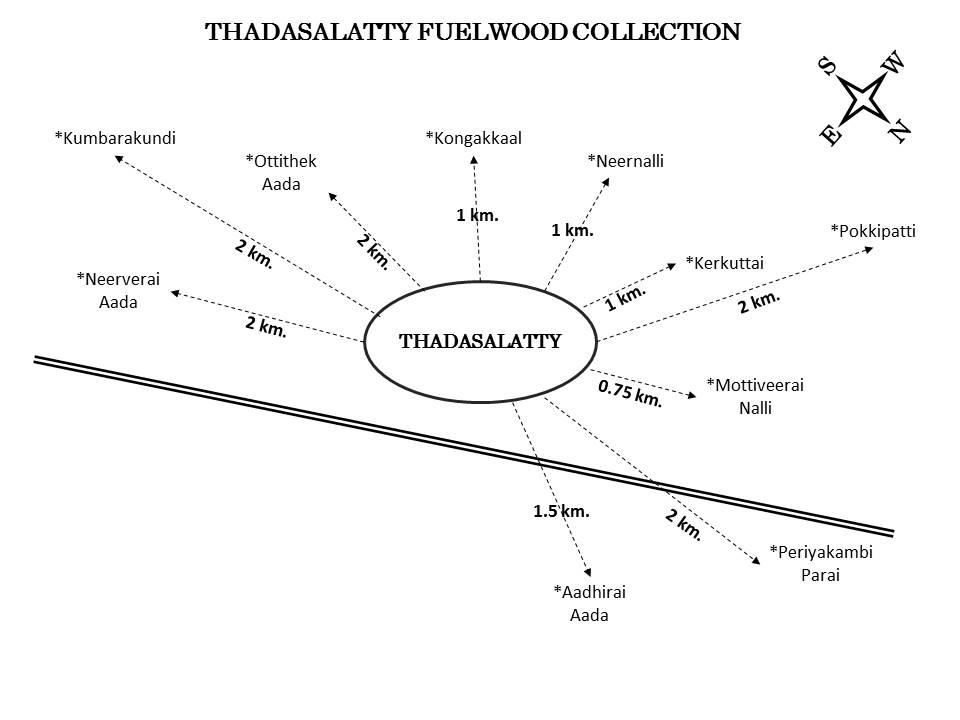 THADASALATTY FUELWOOD COLLECTION
S
W
E
N
*Kumbarakundi
*Ottithek
Aada
*Kongakkaal
*Neernalli
*Pokkipatti
*Kerkuttai
*Neerverai
Aada
2 km.
2 km.
1 km.
1 km.
1 km.
2 km.
2 km.
THADASALATTY
0.75 km.
*Mottiveerai
Nalli
1.5 km.
2 km.
*Periyakambi
Parai
*Aadhirai
Aada